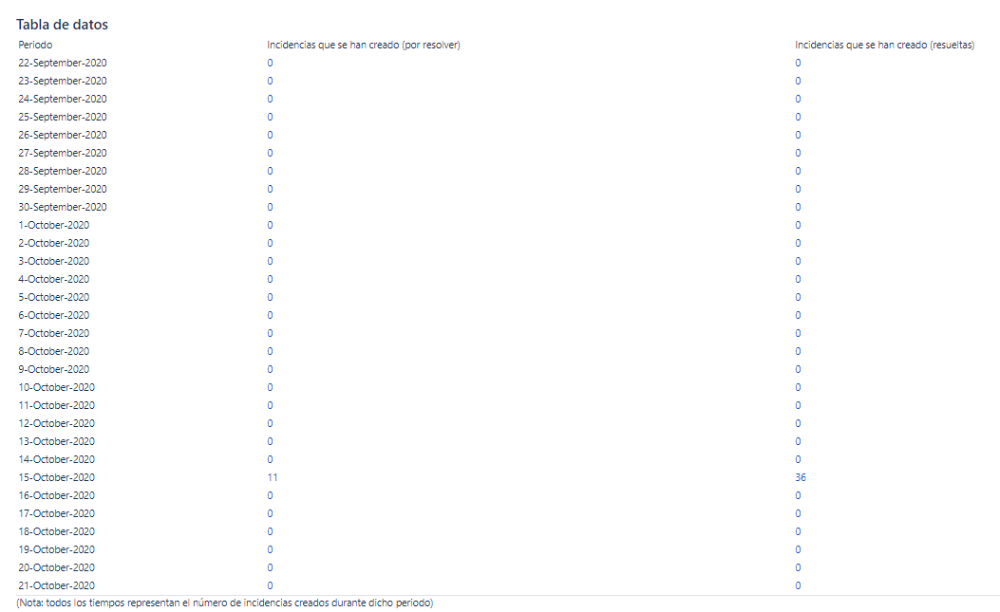 Tabla de datos
Periodo Incidencias que se han creado (por resolver) Incidencias que se han creado (resueltas)
22-September-2020 0 0
23-September-2020 0 0
24-September-2020 0 0
25-September-2020 0 0
26-September-2020 0 0
27-September-2020 0 0
28-September-2020 0 0
29-September-2020 0 0
30-September-2020 0 0
1-October-2020 0 0
2-October-2020 0 0
3-October-2020 0 0
4-October-2020 0 0
5-October-2020 0 0
6-October-2020 0 0
7-October-2020 0 0
8-October-2020 0 0
9-October-2020 0 0
10-October-2020 0 0
11-October-2020 0 0
12-October-2020 0 0
13-October-2020 0 0
14-October-2020 0 0
15-October-2020 11 36
16-October-2020 0 0
17-October-2020 0 0
18-October-2020 0 0
19-October-2020 0 0
20-October-2020 0 0
21-October-2020 0 0
(Nota: todos los tiempos representan el número de incidencias creados durante dicho periodo)